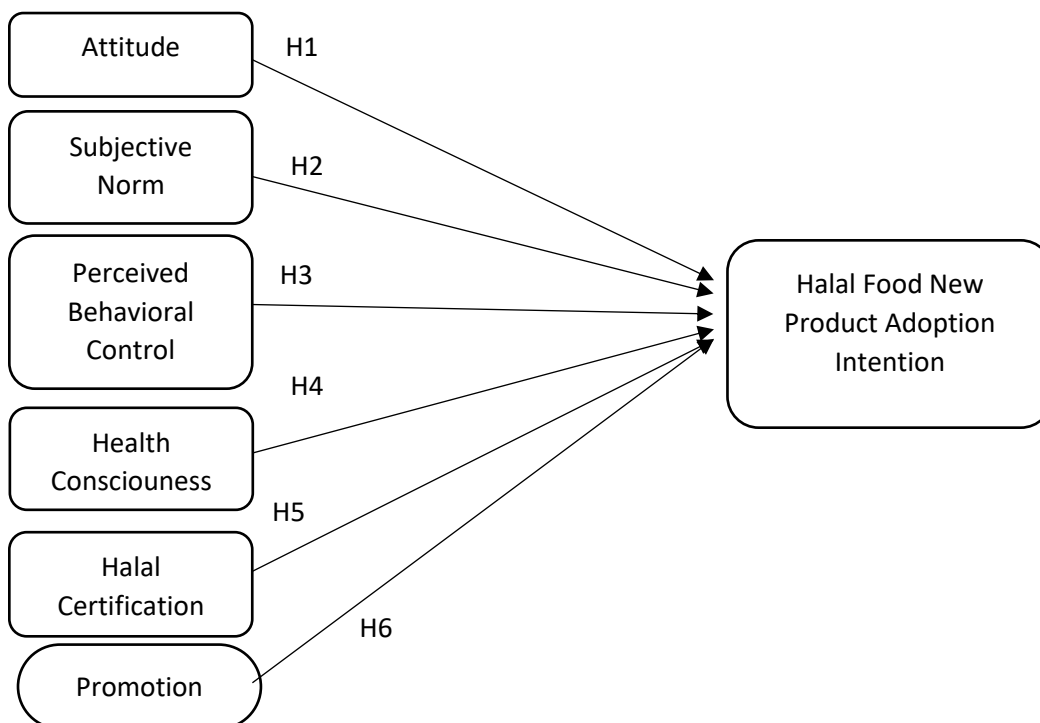 Attitude
H1
Subjective
Norm
H2
Perceived
Behavioral
Control
H3
Halal Food New
Product Adoption
Intention
H4
Health
Consciouness
H5
Halal
Certification
H6
Promotion